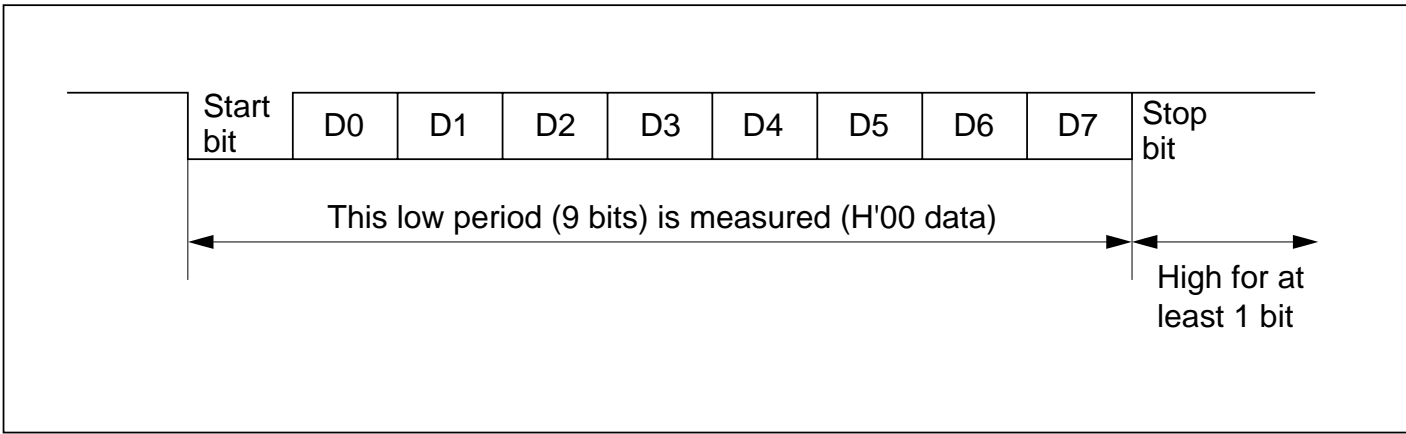 Start
bit
D0 D1 D2 D3 D4 D5 D6 D7
Stop
bit
This low period (9 bits) is measured (H'00 data)
High for at
least 1 bit